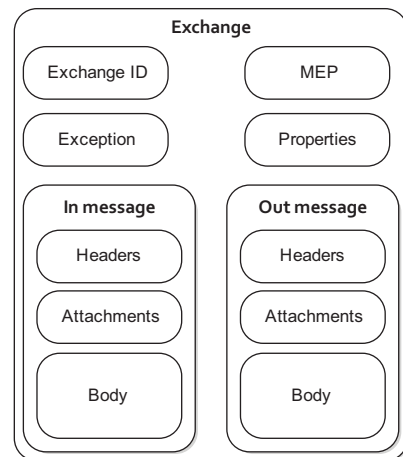 Exchange
Exchange ID
MEP
Exception
Properties
In message
Out message
Headers
Headers
Attachments
Attachments
Body
Body